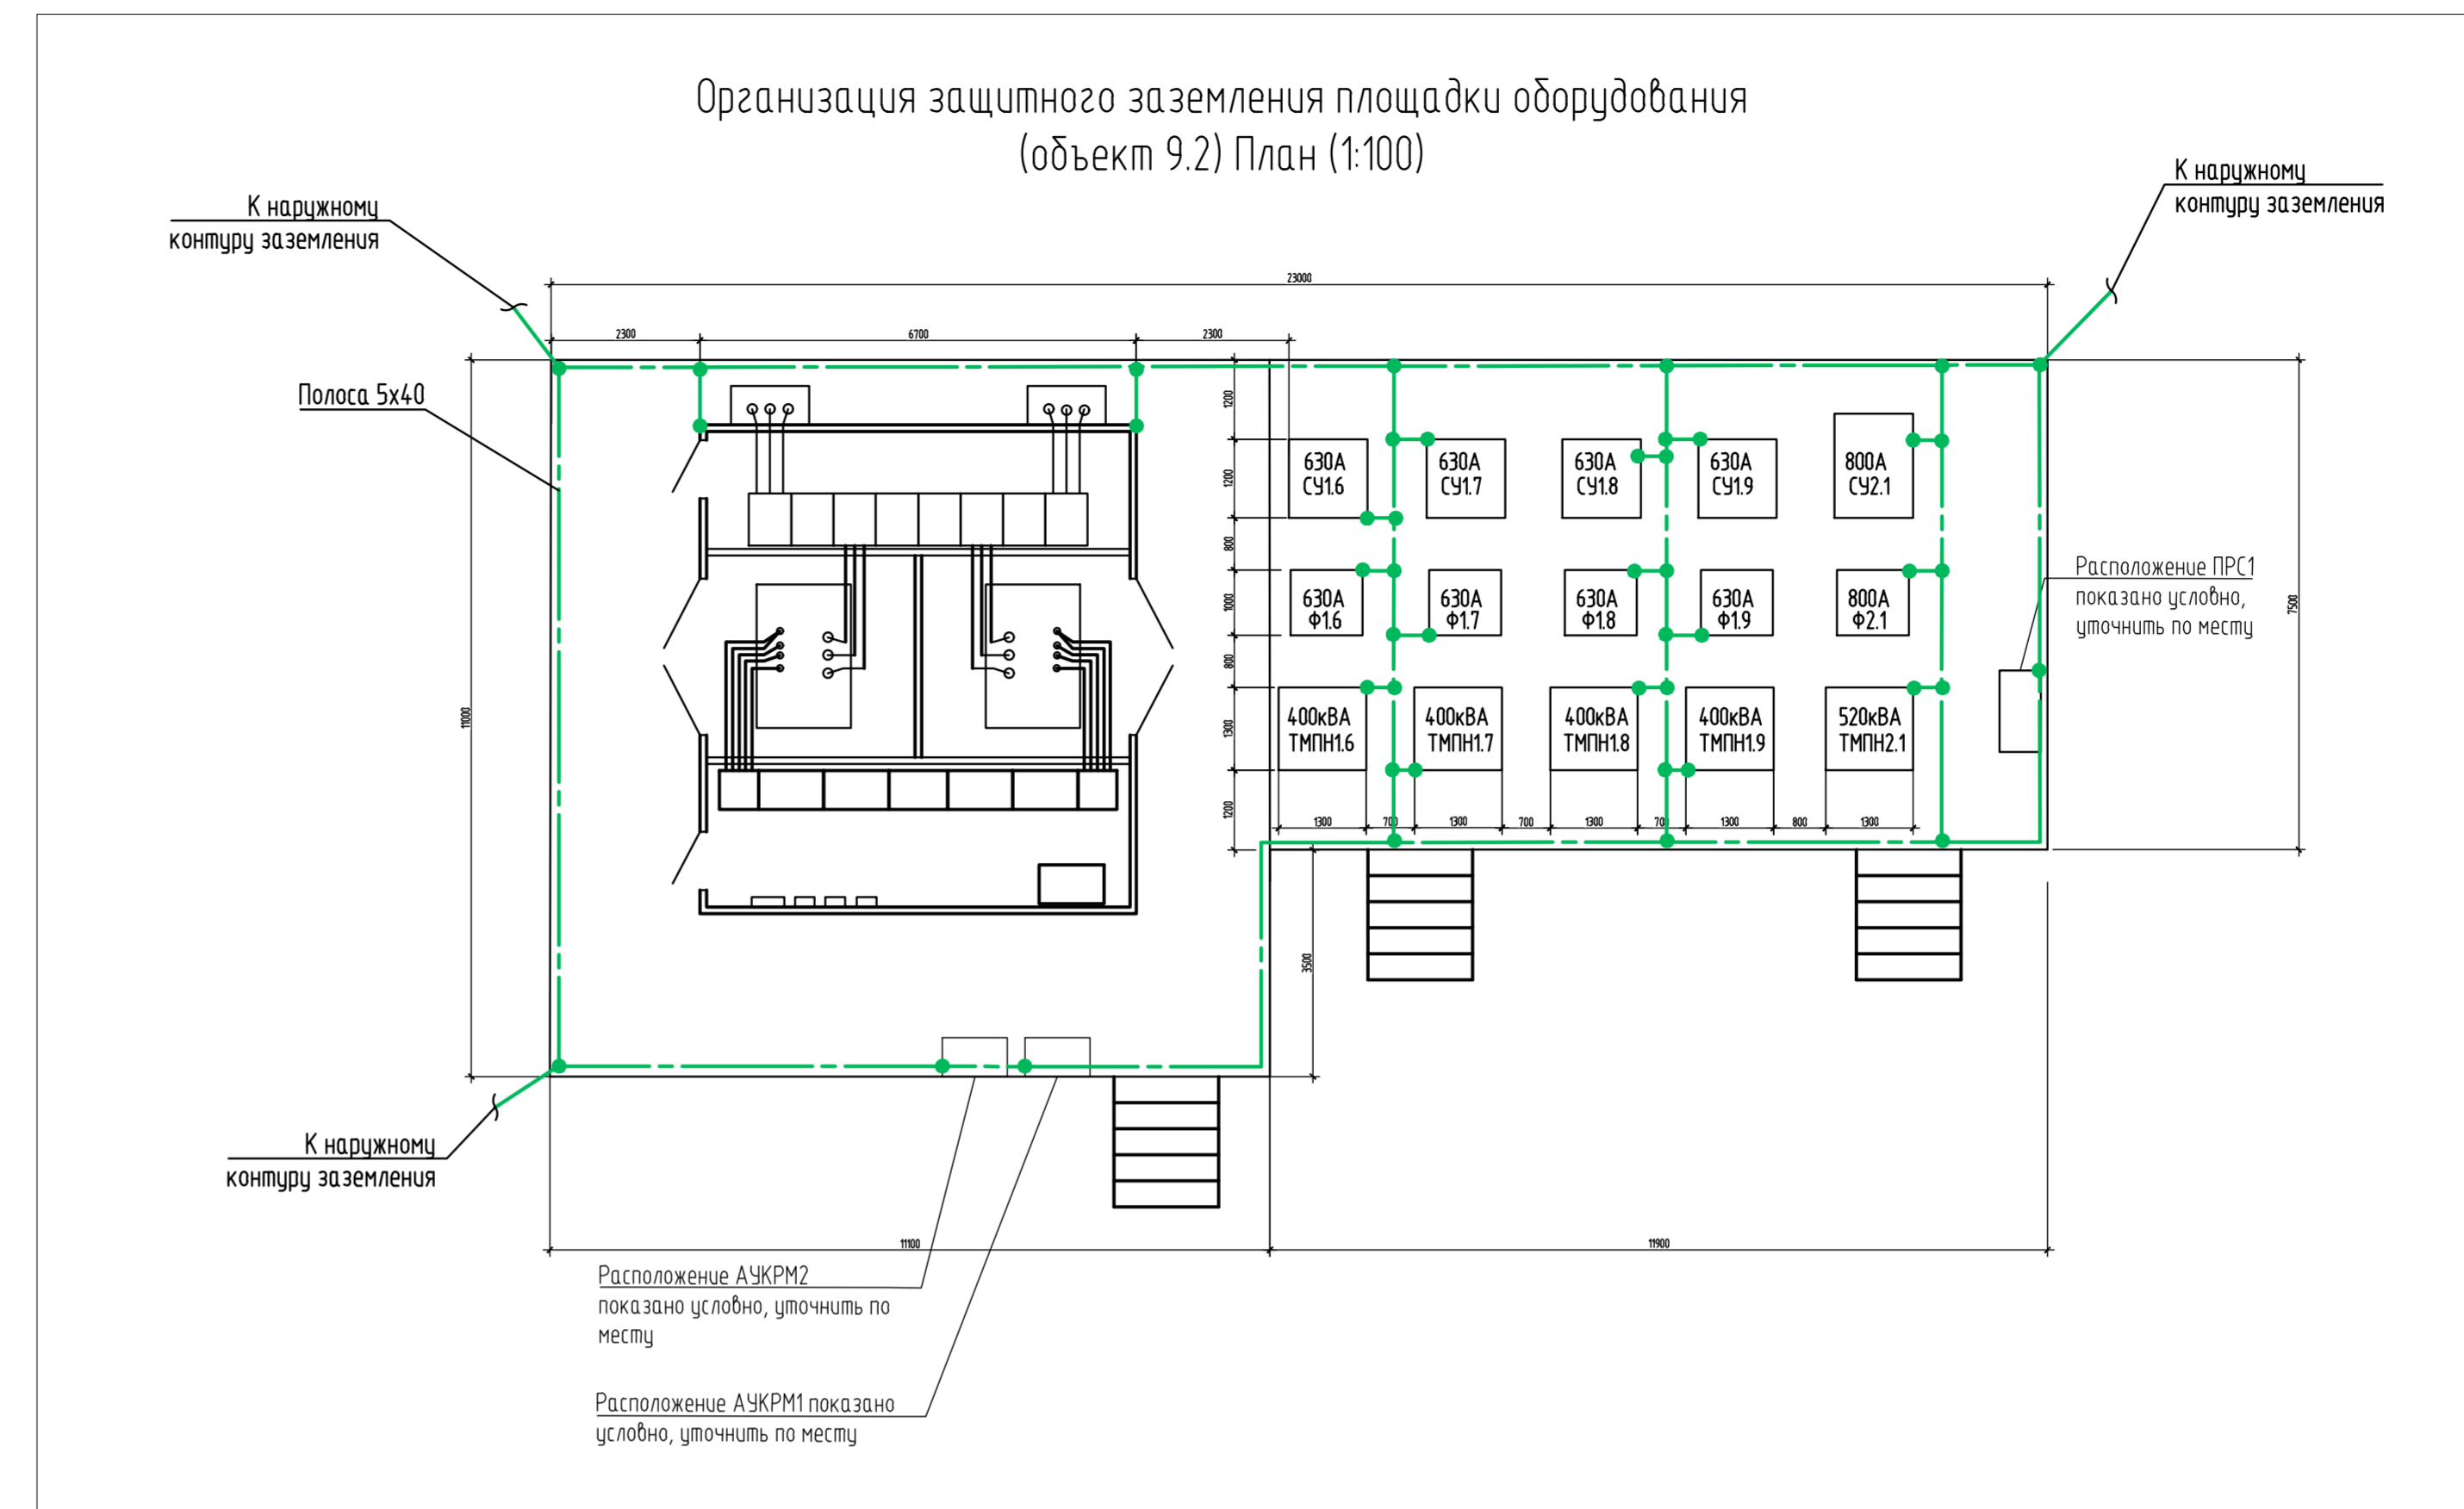 Организация защитного заземления площадки оборудования
(объект 9.2) План (1:100)
К наружному
контуру заземления
К наружному
контуру заземления
23000
2300
6700
2300
Полоса 5х40
1200
1200
800
1000
800
1300
1200
11000
7500
3500
630А
СУ1.6
630А
СУ1.7
630А
СУ1.8
630А
СУ1.9
800А
СУ2.1
630А
Ф1.6
630А
Ф1.7
630А
Ф1.8
630А
Ф1.9
800А
Ф2.1
400кВА
ТМПН1.6
400кВА
ТМПН1.7
400кВА
ТМПН1.8
400кВА
ТМПН1.9
520кВА
ТМПН2.1
1300
700
1300
700
1300
700
1300
800
1300
Расположение ПРС1
показано условно,
уточнить по месту
К наружному
контуру заземления
11100
11900
Расположение АУКРМ2
показано условно, уточнить по
месту
Расположение АУКРМ1 показано
условно, уточнить по месту